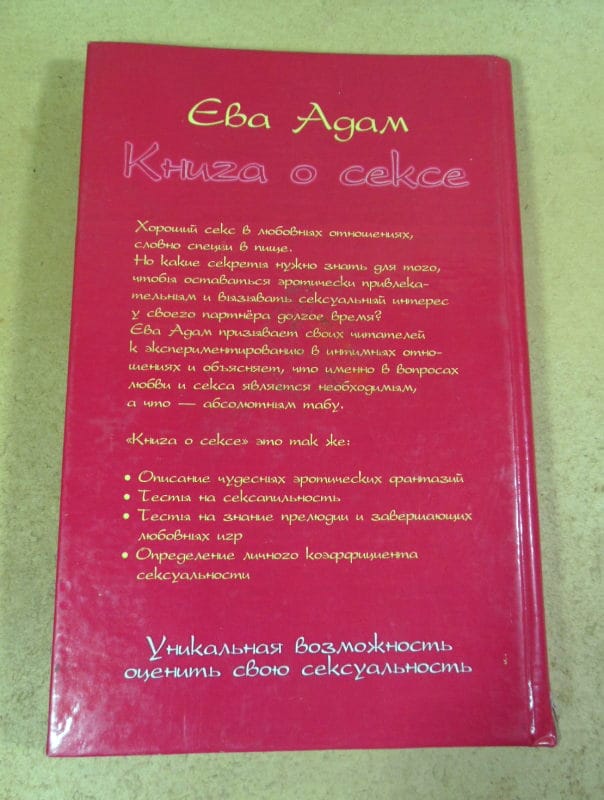 Ева Адам
Книга о сексе
Хороший секс в любовных отношениях,
словно специи в пище.
Но какие секреты нужно знать для того,
чтобы оставаться эротически привлека-
тельным и вызывать сексуальный интерес
у своего партнёра долгое время?
Ева Адам призывает своих читателей
к экспериментированию в интимных отно-
шениях и объясняет, что именно в вопросах
любви и секса является необходимым,
а что — абсолютным табу.
«Книга о сексе» это так же:
• Описание чудесных эротических фантазий
• Тесты на сексапильность
• Тесты на знание прелюдии и завершающих
любовных игр
• Определение личного коэффициента
сексуальности
Уникальная возможность
оценить свою сексуальность